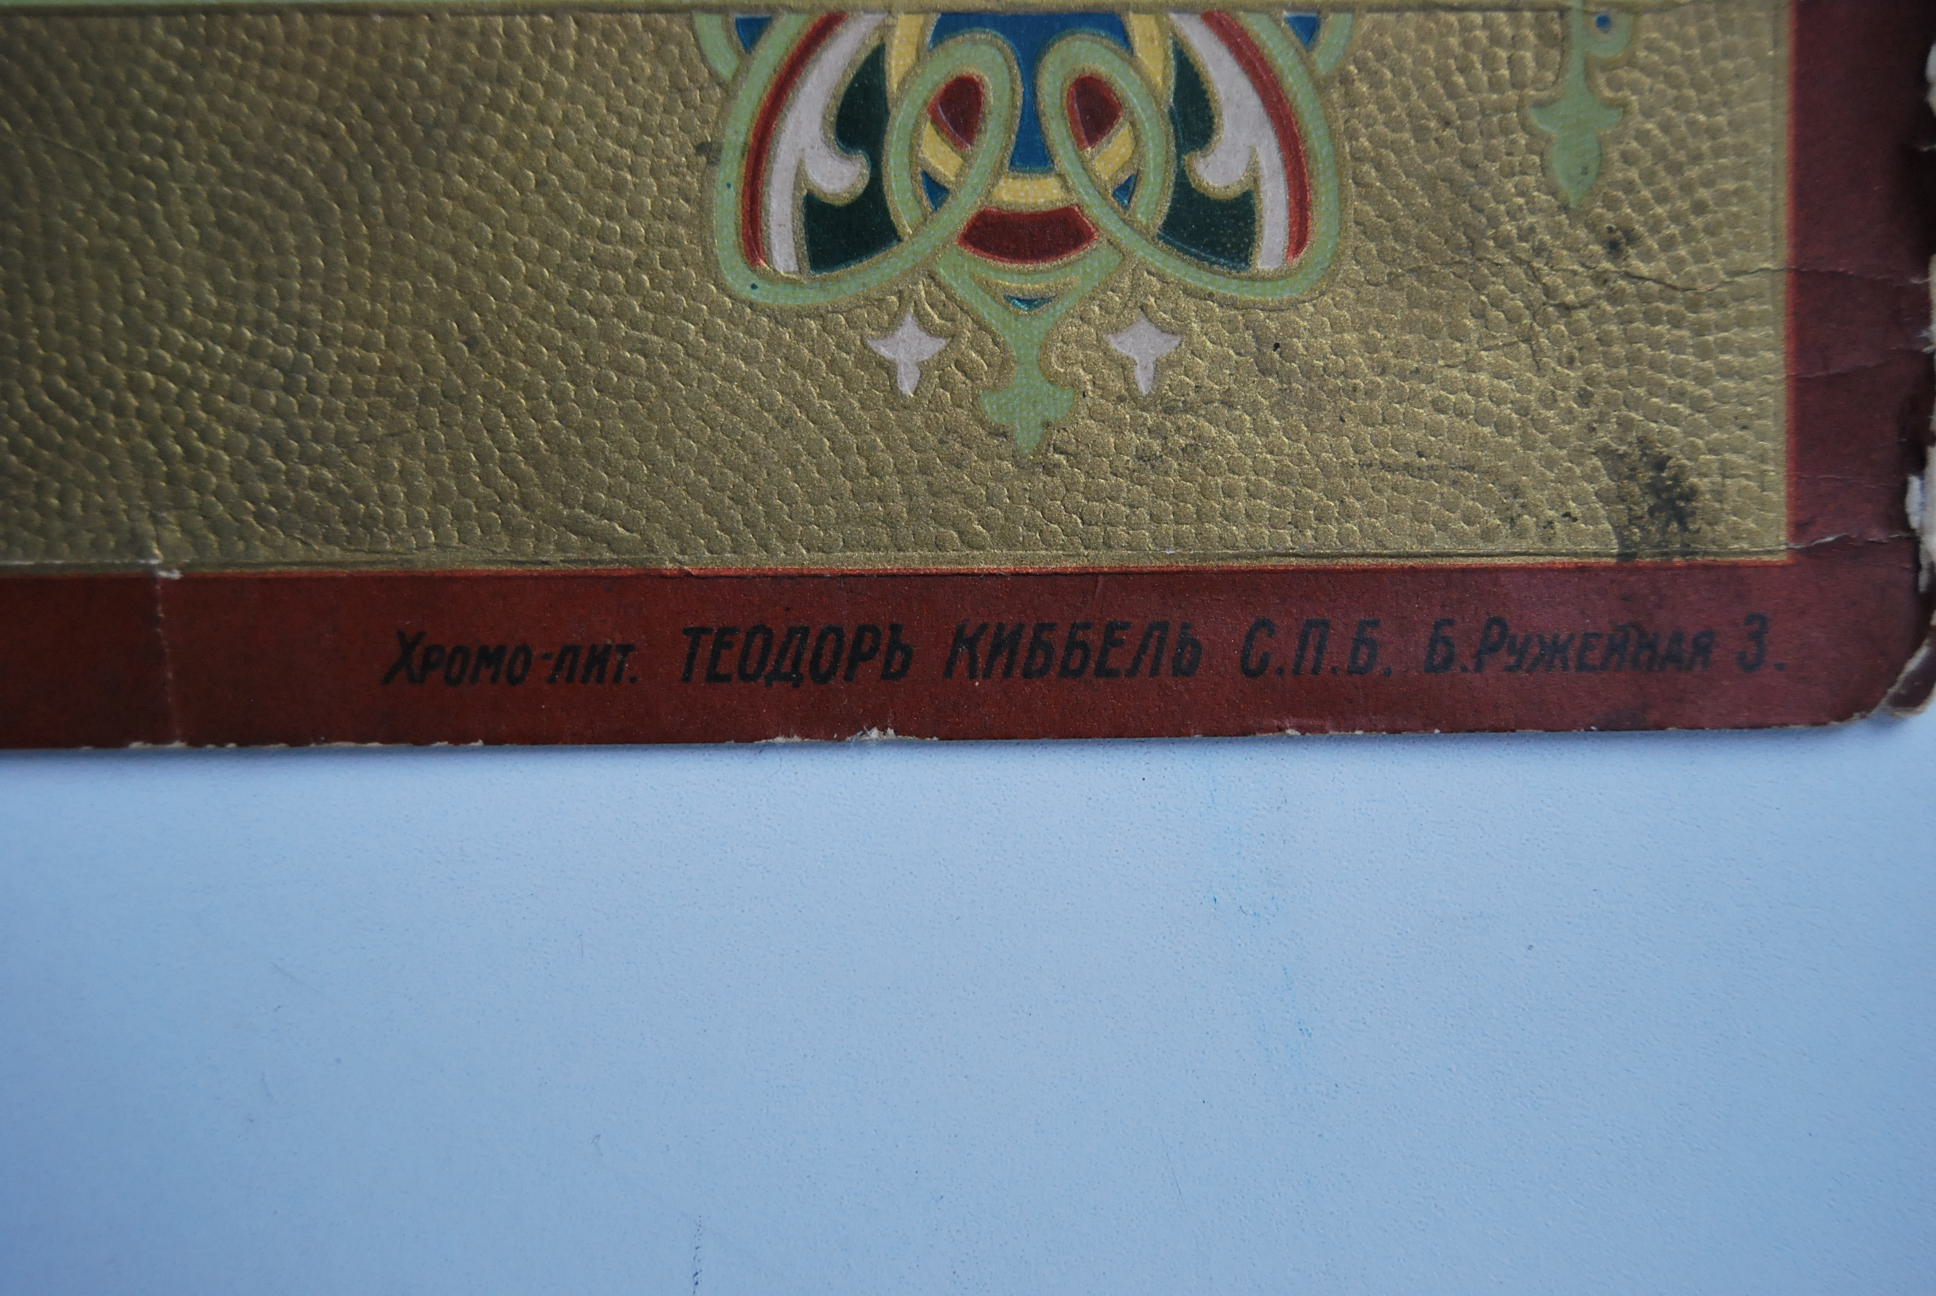 Хромо-лит. ТЕОДОРЪ КИББЕЛЬ С.П.Б. Б.Ружейная 3.